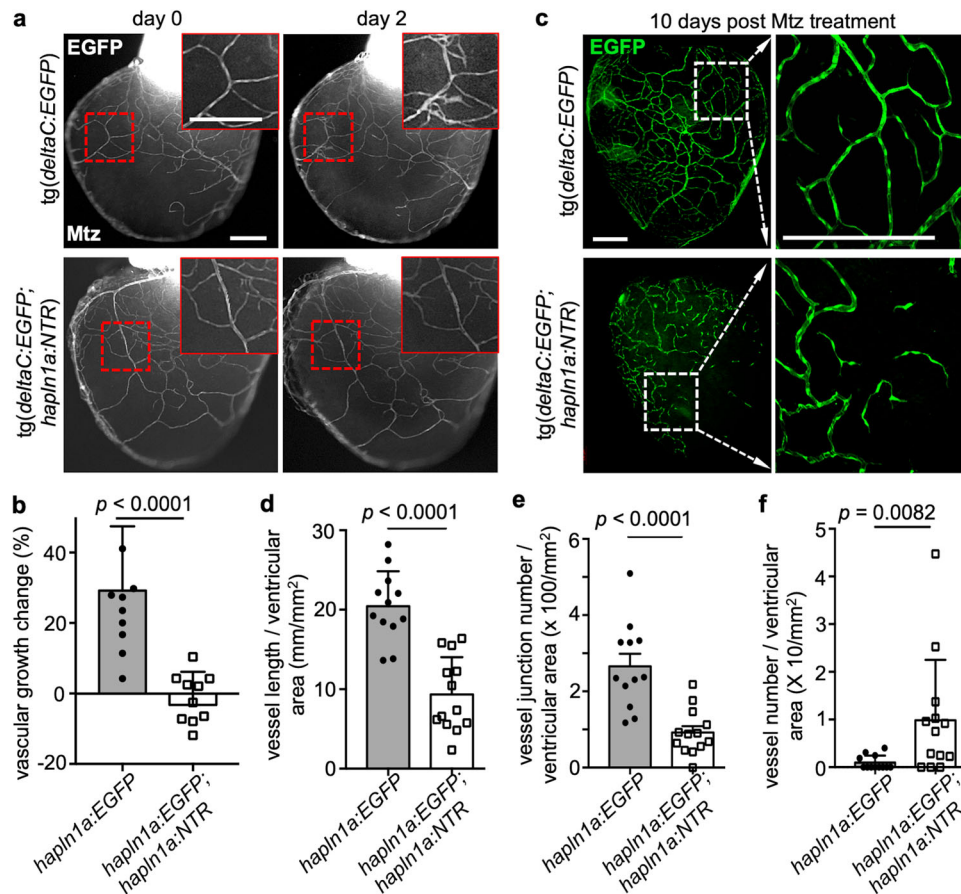 a
day 0
day 2
EGFP
Mtz
tg(deltaC:EGFP)
tg(deltaC:EGFP;
hapln1a:NTR)
c
10 days post Mtz treatment
EGFP
tg(deltaC:EGFP)
tg(deltaC:EGFP;
hapln1a:NTR)
b
p < 0.0001
vascular growth change (%)
40
20
0
-20
hapln1a:EGFP
hapln1a:EGFP;
hapln1a:NTR
d
p < 0.0001
vessel length / ventricular
area (mm/mm²)
30
20
10
0
hapln1a:EGFP
hapln1a:EGFP;
hapln1a:NTR
e
p < 0.0001
vessel junction number /
ventricular area (x 100/mm²)
6
4
2
0
hapln1a:EGFP
hapln1a:EGFP;
hapln1a:NTR
f
p = 0.0082
vessel number / ventricular
area (X 10/mm²)
5
4
3
2
1
0
hapln1a:EGFP
hapln1a:EGFP;
hapln1a:NTR